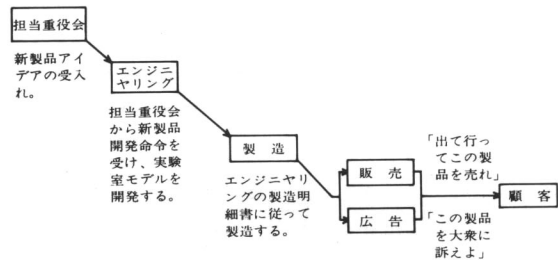 担当重役会
新製品アイ
デアの受入
れ。
エンジニ
ヤリング
担当重役会
から新製品
開発命令を
受け、実験
室モデルを
開発する。
製造
エンジニヤリ
ングの製造明
細書に従って
製造する。
販売
広告
「出て行っ
てこの製
品を売れ」
「この製品
を大衆に
訴えよ」
顧客